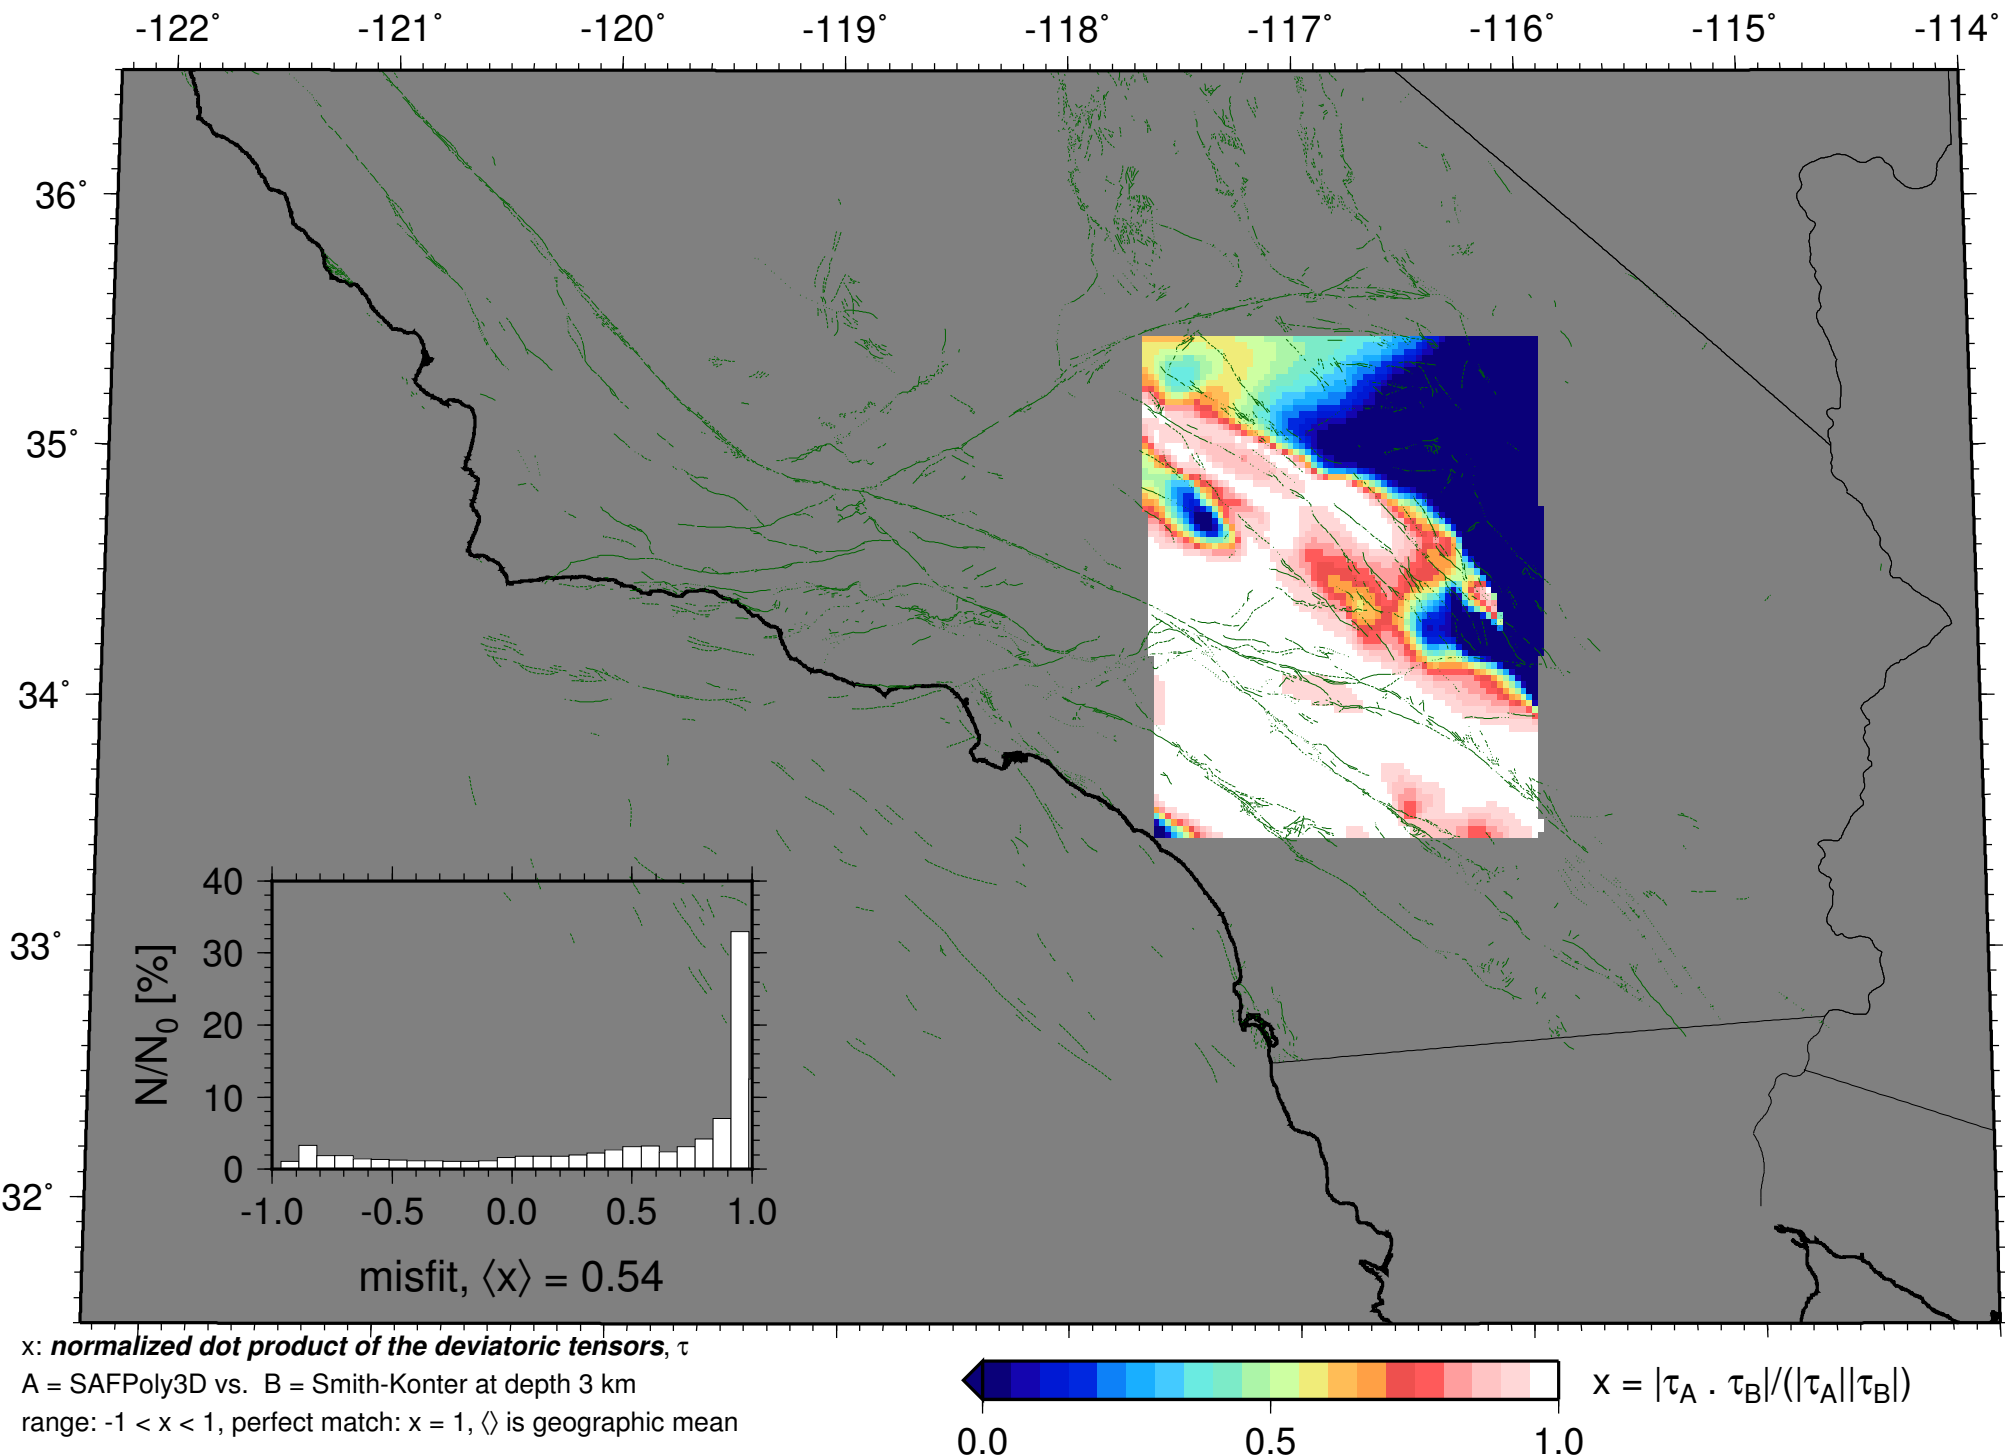 -122˚ -121˚ -120˚ -119˚ -118˚ -117˚ -116˚ -115˚ -114˚
36˚
35˚
34˚
33˚
32˚
40
30
20
10
0
N/N0 [%]
-1.0 -0.5 0.0 0.5 1.0
misfit, ⟨x⟩ = 0.54
x: normalized dot product of the deviatoric tensors, τ
A = SAFPoly3D vs. B = Smith-Konter at depth 3 km
range: -1 < x < 1, perfect match: x = 1, ⟨⟩ is geographic mean
x = |τA . τB|/(|τA||τB|)
0.0 0.5 1.0